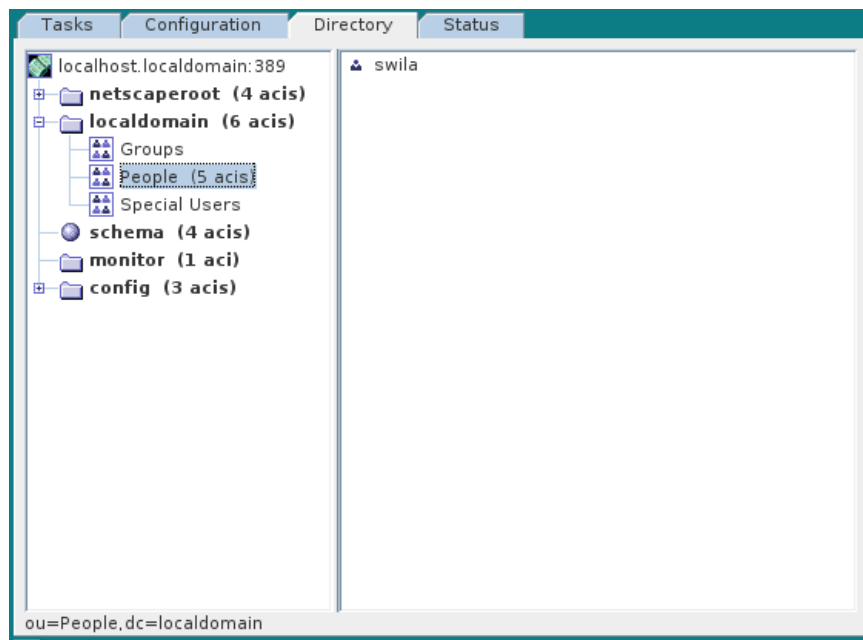 Tasks Configuration Directory Status
localhost.localdomain:389
netscaperoot (4 acis)
localdomain (6 acis)
Groups
People (5 acis)
Special Users
schema (4 acis)
monitor (1 aci)
config (3 acis)
swila
ou=People,dc=localdomain